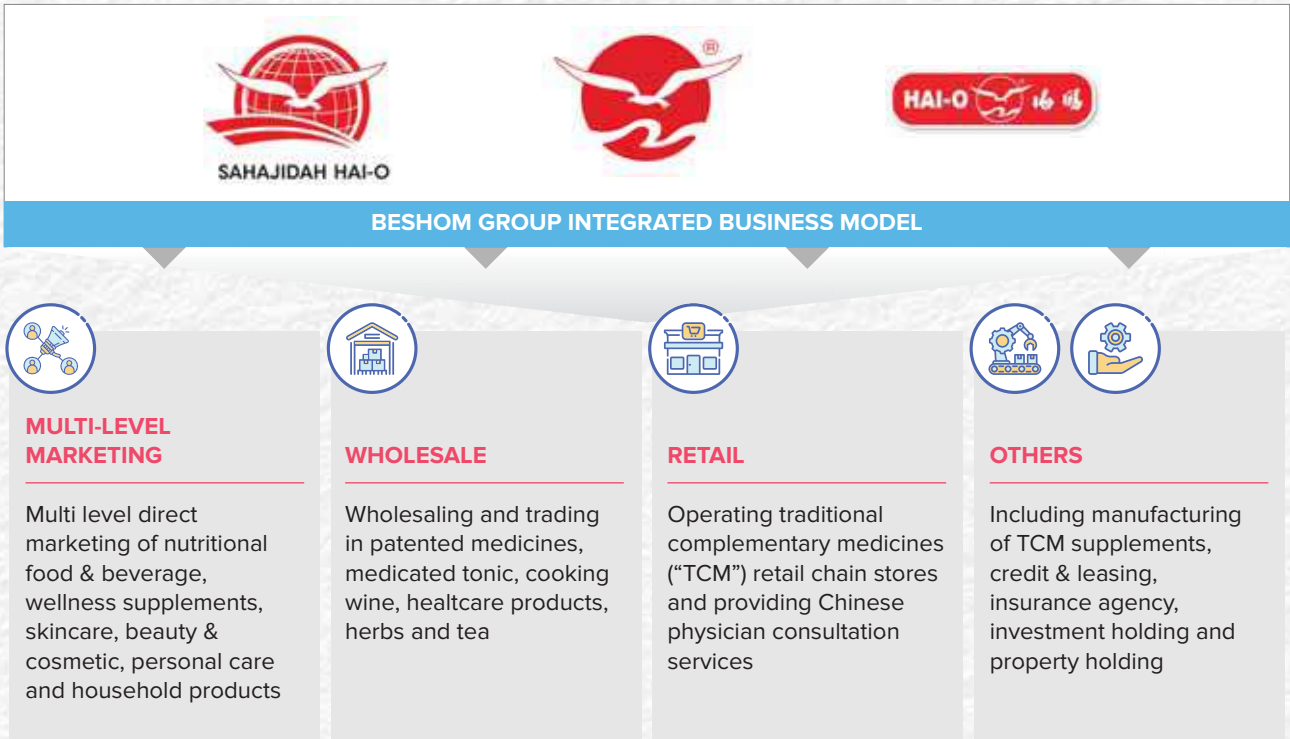 ®
SAHAJIDAH HAI-O
HAI-O
BESHOM GROUP INTEGRATED BUSINESS MODEL
MULTI-LEVEL
MARKETING
Multi level direct
marketing of nutritional
food & beverage,
wellness supplements,
skincare, beauty &
cosmetic, personal care
and household products
WHOLESALE
Wholesaling and trading
in patented medicines,
medicated tonic, cooking
wine, healtcare products,
herbs and tea
RETAIL
Operating traditional
complementary medicines
(“TCM”) retail chain stores
and providing Chinese
physician consultation
services
OTHERS
Including manufacturing
of TCM supplements,
credit & leasing,
insurance agency,
investment holding and
property holding